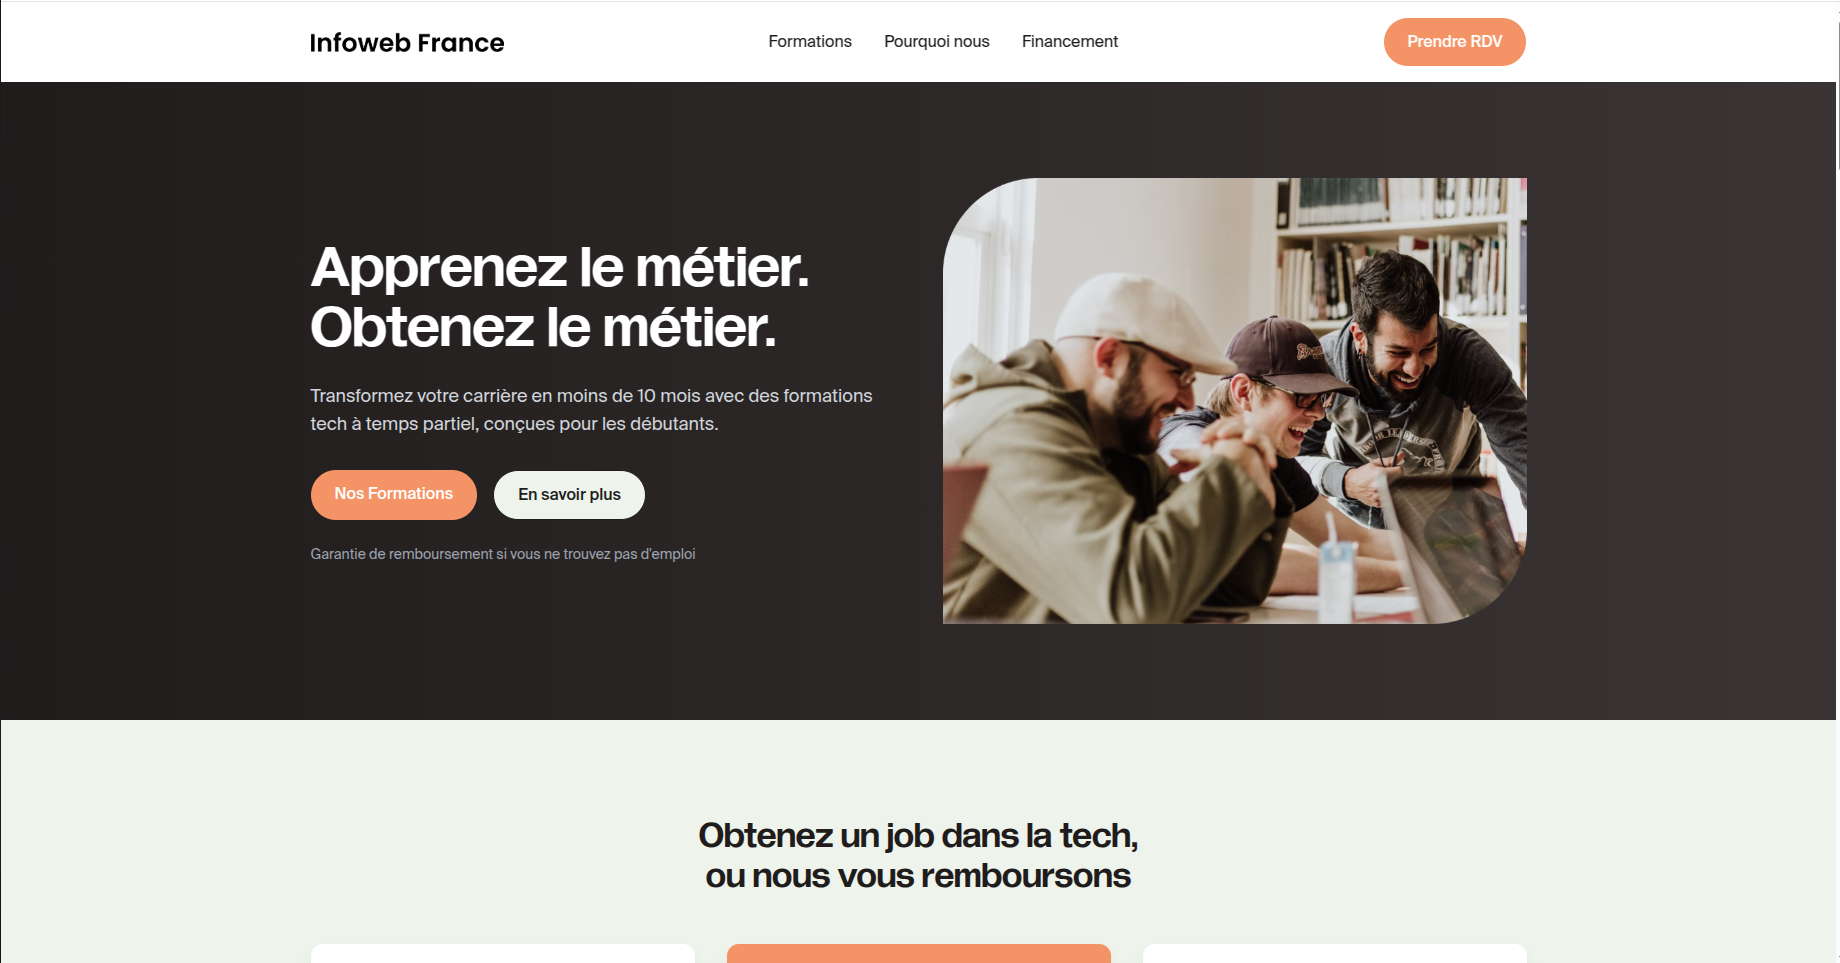 Infoweb France
Formations
Pourquoi nous
Financement
Prendre RDV
Apprenez le métier.
Obtenez le métier.
Transformez votre carrière en moins de 10 mois avec des formations
tech à temps partiel, conçues pour les débutants.
Nos Formations
En savoir plus
Garantie de remboursement si vous ne trouvez pas d'emploi
Obtenez un job dans la tech,
ou nous vous remboursons